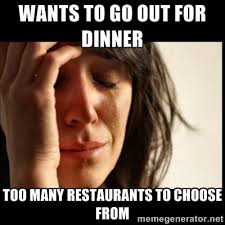 WANTS TO GO OUT FOR
DINNER
TOO MANY RESTAURANTS TO CHOOSE
FROM
memegenerator.net